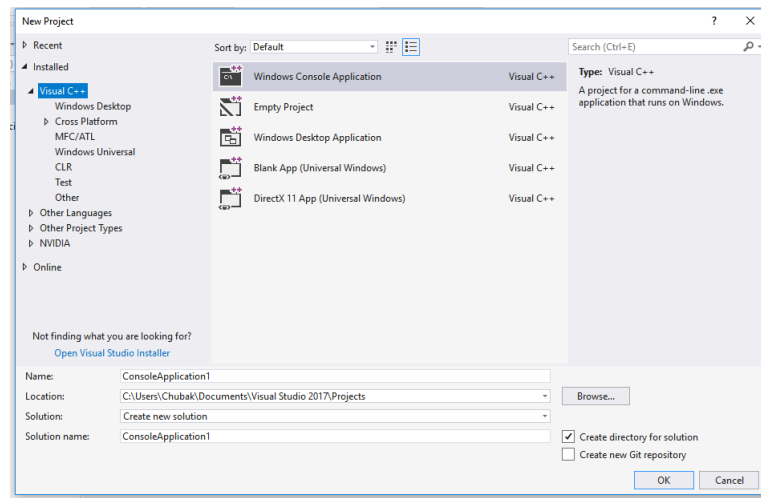 New Project
? ×
Recent
Sort by: Default
Search (Ctrl+E)
Installed
Visual C++
Windows Desktop
Cross Platform
MFC/ATL
Windows Universal
CLR
Test
Other
Other Languages
Other Project Types
NVIDIA
Online
Not finding what you are looking for?
Open Visual Studio Installer
Windows Console Application Visual C++
Empty Project Visual C++
Windows Desktop Application Visual C++
Blank App (Universal Windows) Visual C++
DirectX 11 App (Universal Windows) Visual C++
Type: Visual C++
A project for a command-line .exe
application that runs on Windows.
Name: ConsoleApplication1
Location: C:\Users\Chubak\Documents\Visual Studio 2017\Projects
Browse...
Solution: Create new solution
Solution name: ConsoleApplication1
Create directory for solution
Create new Git repository
OK Cancel